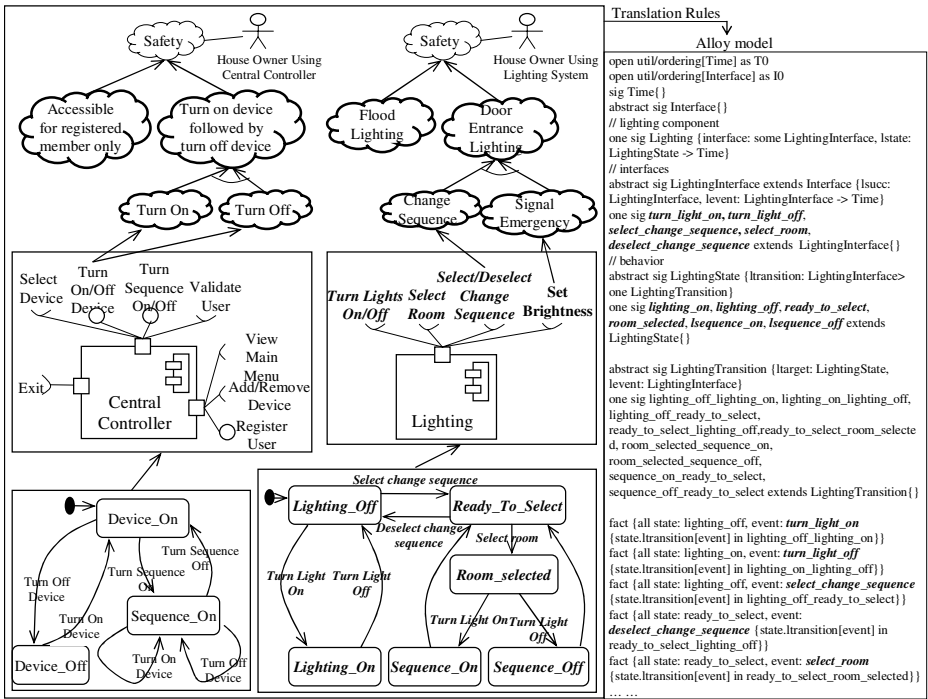 Safety
House Owner Using
Central Controller
Accessible
for registered
member only
Turn on device
followed by
turn off device
Turn On
Turn Off
Safety
House Owner Using
Lighting System
Flood
Lighting
Door
Entrance
Lighting
Change
Sequence
Signal
Emergency
Select
Device
Turn
On/Off
Device
Turn
Sequence
On/Off
Validate
User
View
Main
Menu
Exit
Add/Remove
Device
Central
Controller
Register
User
Turn Lights
On/Off
Select
Room
Select/Deselect
Change
Sequence
Set
Brightness
Lighting
Device_On
Turn Off
Device
Turn On
Device
Turn Sequence
On
Turn Sequence
Off
Sequence_On
Device_Off
Turn On
Device
Turn Off
Device
Select change sequence
Lighting_Off
Ready_To_Select
Deselect change
sequence
Select room
Room_selected
Turn Light
On
Turn Light
Off
Turn Light On
Turn Light
Off
Lighting_On
Sequence_On
Sequence_Off
Translation Rules
Alloy model
open util/ordering[Time] as T0
open util/ordering[Interface] as I0
sig Time{}
abstract sig Interface{}
// lighting component
one sig Lighting {interface: some LightingInterface, lstate:
LightingState -> Time}
// interfaces
abstract sig LightingInterface extends Interface {lsucc:
LightingInterface, levent: LightingInterface -> Time}
one sig turn_light_on, turn_light_off,
select_change_sequence, select_room,
deselect_change_sequence extends LightingInterface{}
// behavior
abstract sig LightingState {ltransition: LightingInterface>
one LightingTransition}
one sig lighting_on, lighting_off, ready_to_select,
room_selected, lsequence_on, lsequence_off extends
LightingState{}
abstract sig LightingTransition {ltarget: LightingState,
levent: LightingInterface}
one sig lighting_off_lighting_on, lighting_on_lighting_off,
lighting_off_ready_to_select,
ready_to_select_lighting_off,ready_to_select_room_selecte
d, room_selected_sequence_on,
room_selected_sequence_off,
sequence_on_ready_to_select,
sequence_off_ready_to_select extends LightingTransition{}
fact {all state: lighting_off, event: turn_light_on
{state.ltransition[event] in lighting_off_lighting_on}}
fact {all state: lighting_on, event: turn_light_off
{state.ltransition[event] in lighting_on_lighting_off}}
fact {all state: lighting_off, event: select_change_sequence
{state.ltransition[event] in lighting_off_ready_to_select}}
fact {all state: ready_to_select, event:
deselect_change_sequence {state.ltransition[event] in
ready_to_select_lighting_off}}
fact {all state: ready_to_select, event: select_room
{state.ltransition[event] in ready_to_select_room_selected}}
... ...